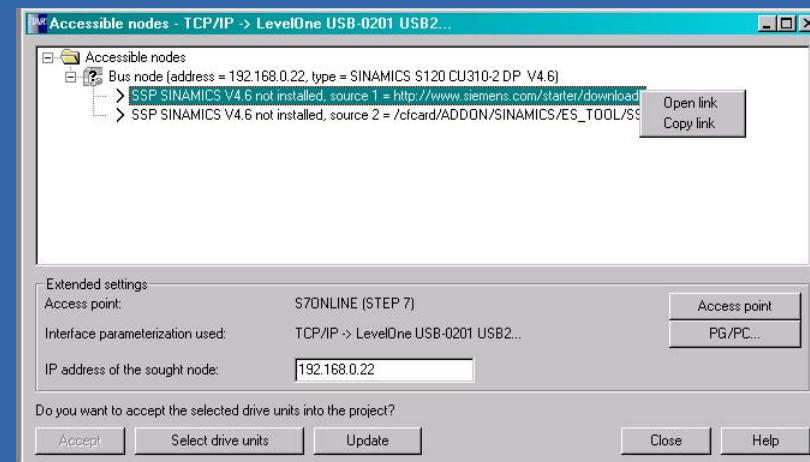 Accessible nodes - TCP/IP -> LevelOne USB-0201 USB2...
Accessible nodes
Bus node (address = 192.168.0.22, type = SINAMICS S120 CU310-2 DP V4.6)
SSP SINAMICS V4.6 not installed, source 1 = http://www.siemens.com/starter/download
SSP SINAMICS V4.6 not installed, source 2 = /cfcard/ADDON/SINAMICS/ES_TOOL/SS
Open link
Copy link
Extended settings
Access point: S7ONLINE (STEP 7) Access point
Interface parameterization used: TCP/IP -> LevelOne USB-0201 USB2... PG/PC...
IP address of the sought node: 192.168.0.22
Do you want to accept the selected drive units into the project?
Accept Select drive units Update Close Help